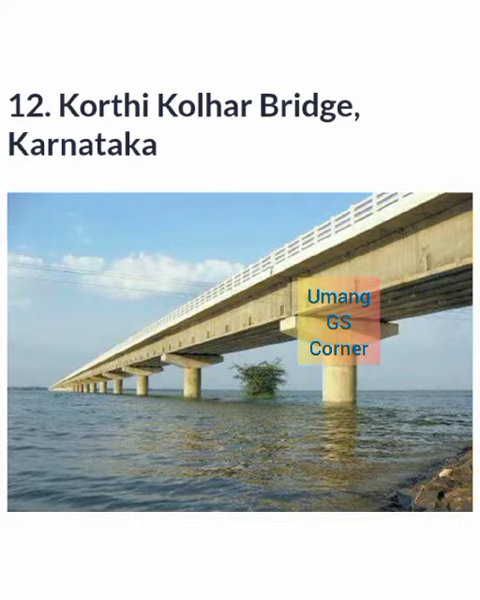 12. Korthi Kolhar Bridge,
Karnataka
Umang
GS
Corner